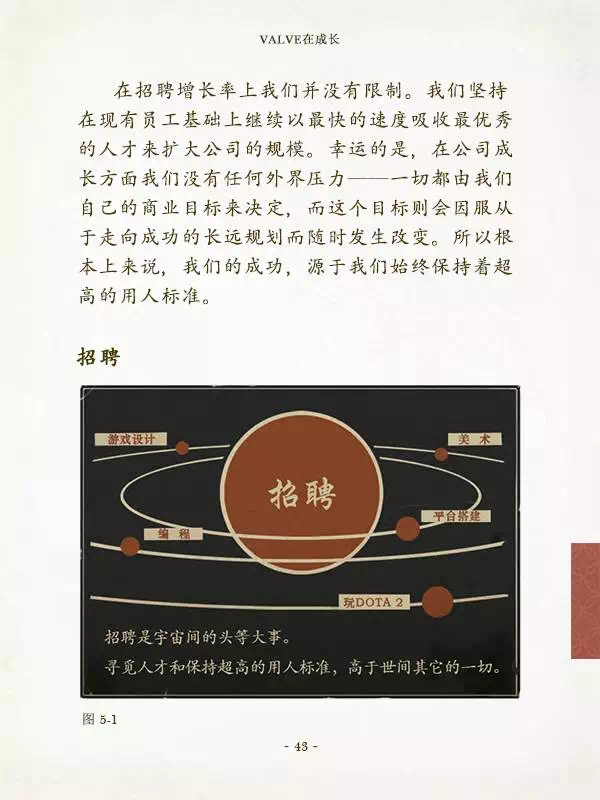 VALVE在成长
在招聘增长率上我们并没有限制。我们坚持
在现有员工基础上继续以最快的速度吸收最优秀
的人才来扩大公司的规模。幸运的是，在公司成
长方面我们没有任何外界压力——一切都由我们
自己的商业目标来决定，而这个目标则会因服从
于走向成功的长远规划而随时发生改变。所以根
本上来说，我们的成功，源于我们始终保持着超
高的用人标准。
招聘
游戏设计
美 术
招聘
平台搭建
编 程
玩DOTA 2
招聘是宇宙间的头等大事。
寻觅人才和保持超高的用人标准，高于世间其它的一切。
图 5-1
- 43 -